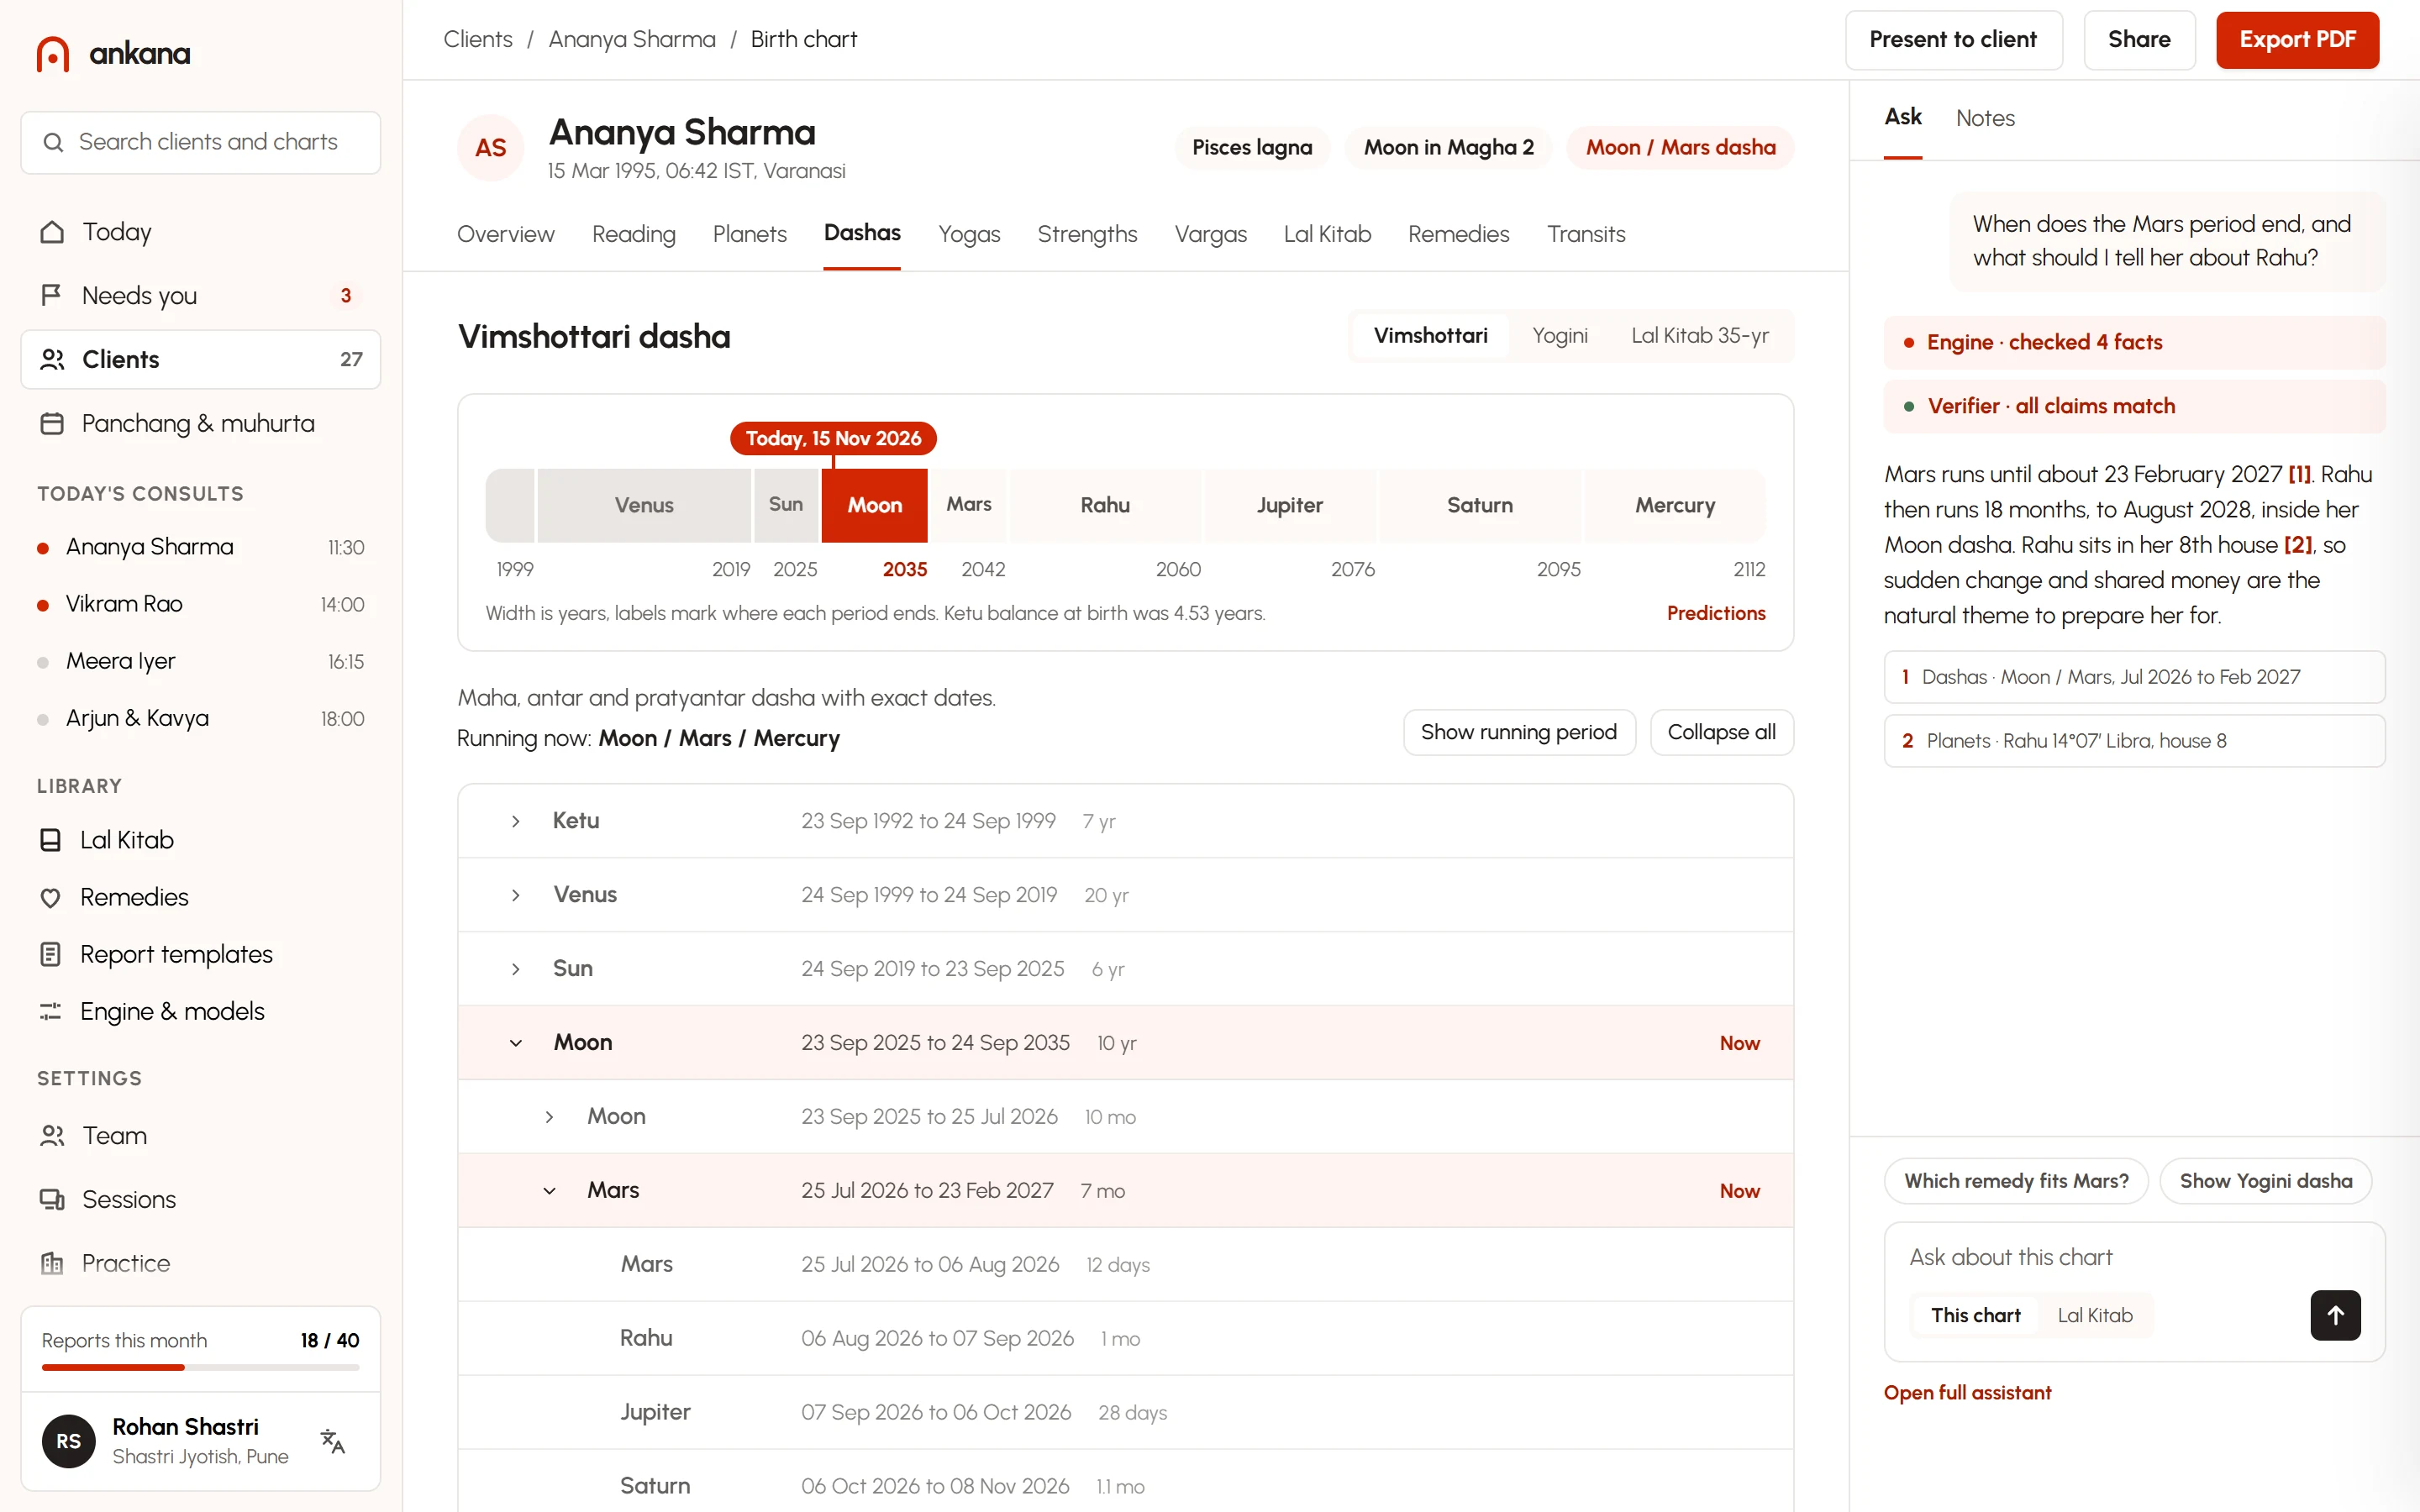 ankana
Search clients and charts
Today
Needs you 3
Clients 27
Panchang & muhurta
TODAY'S CONSULTS
Ananya Sharma 11:30
Vikram Rao 14:00
Meera Iyer 16:15
Arjun & Kavya 18:00
LIBRARY
Lal Kitab
Remedies
Report templates
Engine & models
SETTINGS
Team
Sessions
Practice
Reports this month 18 / 40
RS
Rohan Shastri
Shastri Jyotish, Pune
Clients / Ananya Sharma / Birth chart
Present to client Share Export PDF
AS
Ananya Sharma
15 Mar 1995, 06:42 IST, Varanasi
Pisces lagna Moon in Magha 2 Moon / Mars dasha
Overview Reading Planets Dashas Yogas Strengths Vargas Lal Kitab Remedies Transits
Vimshottari dasha
Vimshottari Yogini Lal Kitab 35-yr
Today, 15 Nov 2026
Venus Sun Moon Mars Rahu Jupiter Saturn Mercury
1999 2019 2025 2035 2042 2060 2076 2095 2112
Width is years, labels mark where each period ends. Ketu balance at birth was 4.53 years. Predictions
Maha, antar and pratyantar dasha with exact dates.
Running now: Moon / Mars / Mercury
Show running period Collapse all
Ketu 23 Sep 1992 to 24 Sep 1999 7 yr
Venus 24 Sep 1999 to 24 Sep 2019 20 yr
Sun 24 Sep 2019 to 23 Sep 2025 6 yr
Moon 23 Sep 2025 to 24 Sep 2035 10 yr Now
Moon 23 Sep 2025 to 25 Jul 2026 10 mo
Mars 25 Jul 2026 to 23 Feb 2027 7 mo Now
Mars 25 Jul 2026 to 06 Aug 2026 12 days
Rahu 06 Aug 2026 to 07 Sep 2026 1 mo
Jupiter 07 Sep 2026 to 06 Oct 2026 28 days
Saturn 06 Oct 2026 to 08 Nov 2026 1.1 mo
Ask Notes
When does the Mars period end, and
what should I tell her about Rahu?
Engine · checked 4 facts
Verifier · all claims match
Mars runs until about 23 February 2027 [1]. Rahu
then runs 18 months, to August 2028, inside her
Moon dasha. Rahu sits in her 8th house [2], so
sudden change and shared money are the
natural theme to prepare her for.
1 Dashas · Moon / Mars, Jul 2026 to Feb 2027
2 Planets · Rahu 14°07′ Libra, house 8
Which remedy fits Mars? Show Yogini dasha
Ask about this chart
This chart Lal Kitab
Open full assistant